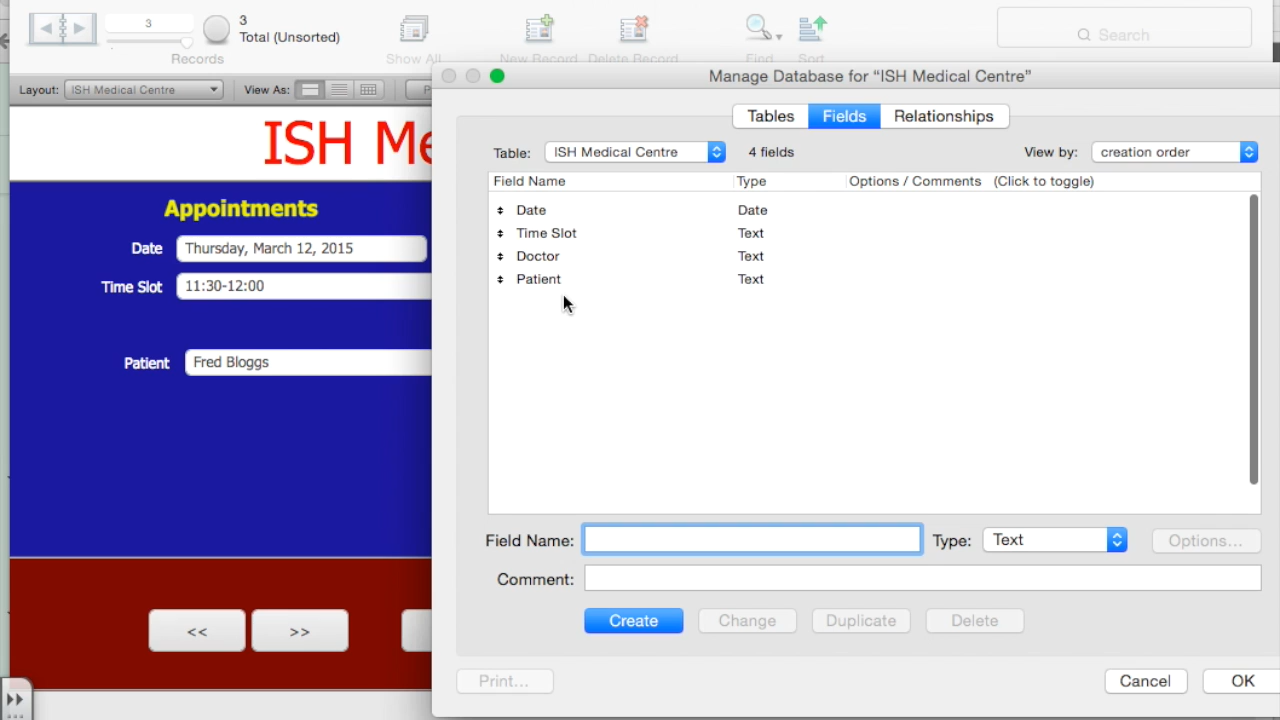 3
3
Total (Unsorted)
Records
Show All
New Record
Delete Record
Find
Sort
Search
Layout: ISH Medical Centre
View As:
Manage Database for “ISH Medical Centre”
ISH Me
Tables Fields Relationships
Table: ISH Medical Centre 4 fields View by: creation order
Field Name Type Options / Comments (Click to toggle)
Date Date
Time Slot Text
Doctor Text
Patient Text
Appointments
Date Thursday, March 12, 2015
Time Slot 11:30-12:00
Patient Fred Bloggs
Field Name: Type: Text Options...
Comment:
Create Change Duplicate Delete
<< >>
Print... Cancel OK